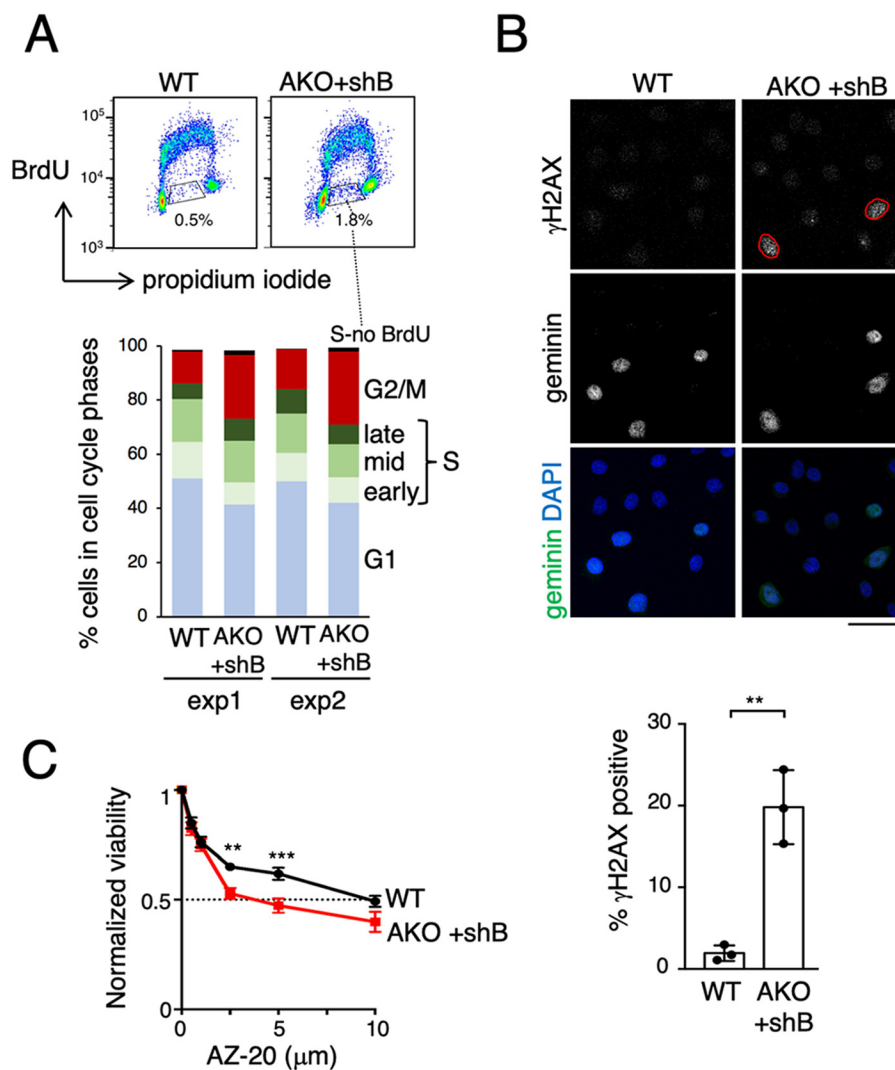 A
WT
AKO+shB
10⁵
BrdU
10⁴
10³
0.5%
1.8%
propidium iodide
S-no BrdU
% cells in cell cycle phases
100
80
60
40
20
0
G2/M
late
mid
early
S
G1
WT
AKO
+shB
WT
AKO
+shB
exp1
exp2
B
WT
AKO +shB
γH2AX
geminin
geminin DAPI
**
% γH2AX positive
30
20
10
0
WT
AKO
+shB
C
Normalized viability
1
0.5
0
**
***
WT
AKO +shB
0
5
10
AZ-20 (μm)